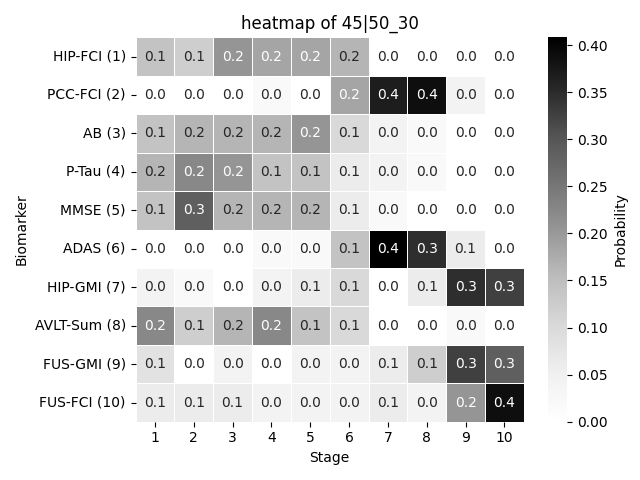 heatmap of 45|50_30
HIP-FCI (1) 0.1 0.1 0.2 0.2 0.2 0.2 0.0 0.0 0.0 0.0
PCC-FCI (2) 0.0 0.0 0.0 0.0 0.0 0.2 0.4 0.4 0.0 0.0
AB (3) 0.1 0.2 0.2 0.2 0.2 0.1 0.0 0.0 0.0 0.0
P-Tau (4) 0.2 0.2 0.2 0.1 0.1 0.1 0.0 0.0 0.0 0.0
MMSE (5) 0.1 0.3 0.2 0.2 0.2 0.1 0.0 0.0 0.0 0.0
ADAS (6) 0.0 0.0 0.0 0.0 0.0 0.1 0.4 0.3 0.1 0.0
HIP-GMI (7) 0.0 0.0 0.0 0.0 0.1 0.1 0.0 0.1 0.3 0.3
AVLT-Sum (8) 0.2 0.1 0.2 0.2 0.1 0.1 0.0 0.0 0.0 0.0
FUS-GMI (9) 0.1 0.0 0.0 0.0 0.0 0.0 0.1 0.1 0.3 0.3
FUS-FCI (10) 0.1 0.1 0.1 0.0 0.0 0.0 0.1 0.0 0.2 0.4
1 2 3 4 5 6 7 8 9 10
Stage
Biomarker
0.40
0.35
0.30
0.25
0.20
0.15
0.10
0.05
0.00
Probability